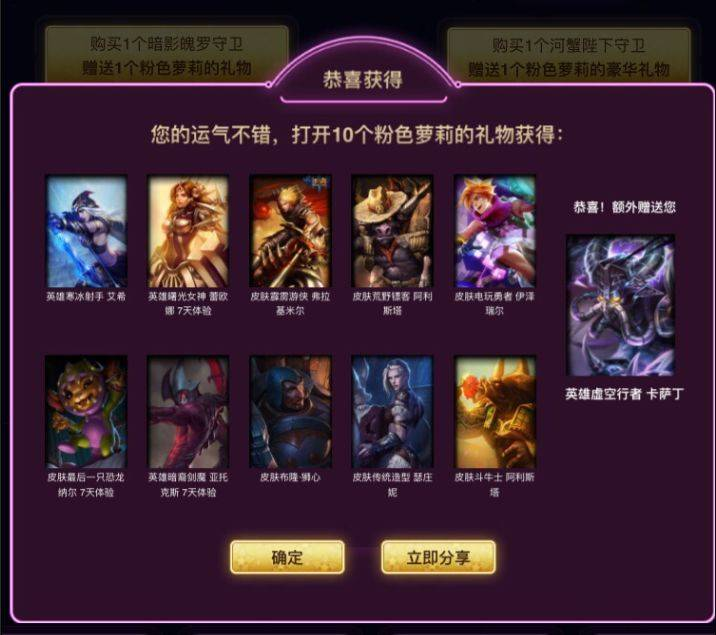 购买1个暗影魄罗守卫
赠送1个粉色萝莉的礼物
购买1个河蟹陛下守卫
赠送1个粉色萝莉的豪华礼物
恭喜获得
您的运气不错，打开10个粉色萝莉的礼物获得：
恭喜！额外赠送您
英雄寒冰射手 艾希
英雄曙光女神 蕾欧
娜 7天体验
皮肤霹雳游侠 弗拉
基米尔
皮肤荒野镖客 阿利
斯塔
皮肤电玩勇者 伊泽
瑞尔
英雄虚空行者 卡萨丁
皮肤最后一只恐龙
纳尔 7天体验
英雄暗裔剑魔 亚托
克斯 7天体验
皮肤布隆·狮心
皮肤传统造型 瑟庄
妮
皮肤斗牛士 阿利斯
塔
确定
立即分享